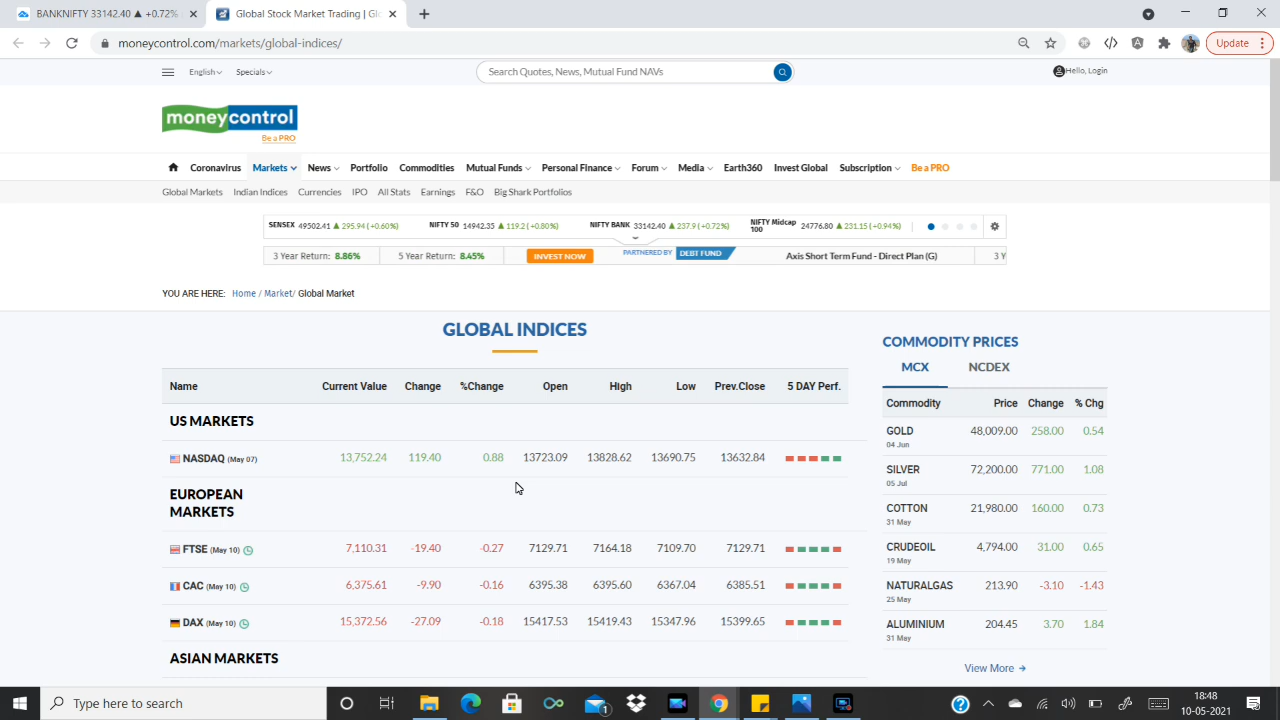 BANKNIFTY 33142.40 ▲ +0.72%
Global Stock Market Trading | Gl
moneycontrol.com/markets/global-indices/
Update
English
Specials
Search Quotes, News, Mutual Fund NAVs
Hello, Login
moneycontrol
Be a PRO
Coronavirus Markets News Portfolio Commodities Mutual Funds Personal Finance Forum Media Earth360 Invest Global Subscription Be a PRO
Global Markets Indian Indices Currencies IPO All Stats Earnings F&O Big Shark Portfolios
SENSEX 49502.41 ▲ 295.94 (+0.60%) NIFTY 50 14942.35 ▲ 119.2 (+0.80%) NIFTY BANK 33142.40 ▲ 237.9 (+0.72%) NIFTY Midcap 100 24776.80 ▲ 231.15 (+0.94%)
3 Year Return: 8.86% 5 Year Return: 8.45% INVEST NOW PARTNERED BY DEBT FUND Axis Short Term Fund - Direct Plan (G) 3 Y
YOU ARE HERE: Home / Market/ Global Market
GLOBAL INDICES
Name Current Value Change %Change Open High Low Prev.Close 5 DAY Perf.
US MARKETS
NASDAQ (May 07) 13,752.24 119.40 0.88 13723.09 13828.62 13690.75 13632.84
EUROPEAN
MARKETS
FTSE (May 10) 7,110.31 -19.40 -0.27 7129.71 7164.18 7109.70 7129.71
CAC (May 10) 6,375.61 -9.90 -0.16 6395.38 6395.60 6367.04 6385.51
DAX (May 10) 15,372.56 -27.09 -0.18 15417.53 15419.43 15347.96 15399.65
ASIAN MARKETS
COMMODITY PRICES
MCX NCDEX
Commodity Price Change % Chg
GOLD 48,009.00 258.00 0.54
04 Jun
SILVER 72,200.00 771.00 1.08
05 Jul
COTTON 21,980.00 160.00 0.73
31 May
CRUDEOIL 4,794.00 31.00 0.65
19 May
NATURALGAS 213.90 -3.10 -1.43
25 May
ALUMINIUM 204.45 3.70 1.84
31 May
View More →
Type here to search
1
18:48
10-05-2021